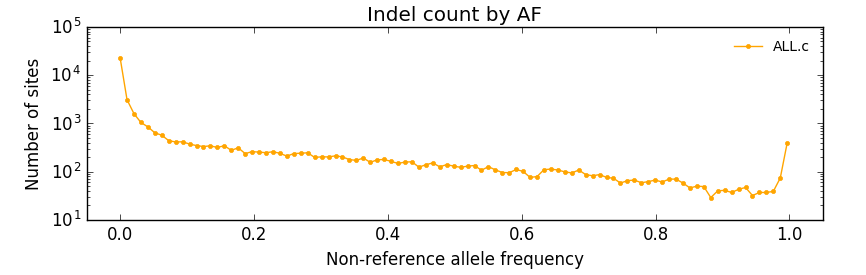 Indel count by AF
Number of sites
10^5
10^4
10^3
10^2
10^1
ALL.c
0.0 0.2 0.4 0.6 0.8 1.0
Non-reference allele frequency